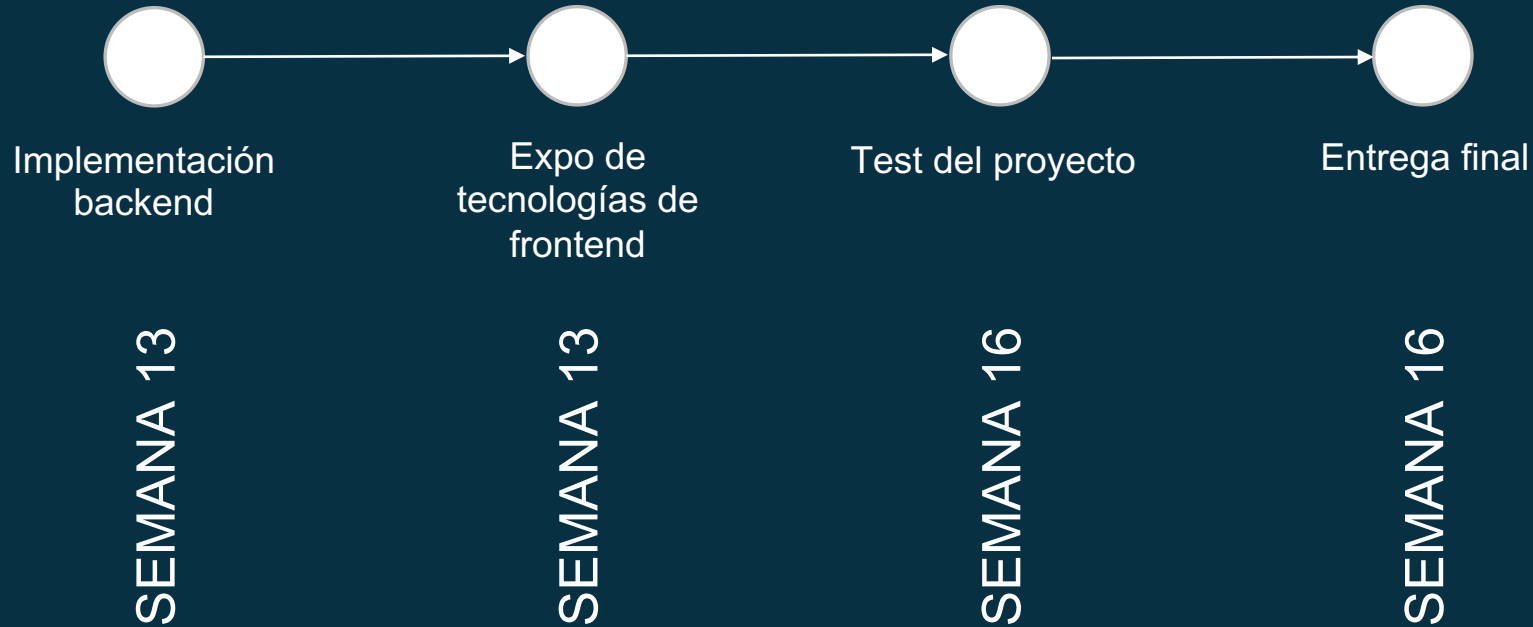 Implementación
backend
Expo de
tecnologías de
frontend
Test del proyecto
Entrega final
SEMANA 13
SEMANA 13
SEMANA 16
SEMANA 16